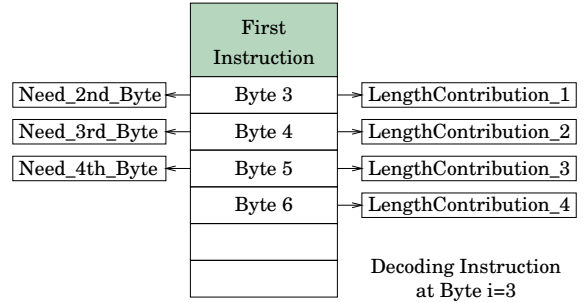 First
Instruction
Need_2nd_Byte Byte 3 LengthContribution_1
Need_3rd_Byte Byte 4 LengthContribution_2
Need_4th_Byte Byte 5 LengthContribution_3
Byte 6 LengthContribution_4
Decoding Instruction
at Byte i=3